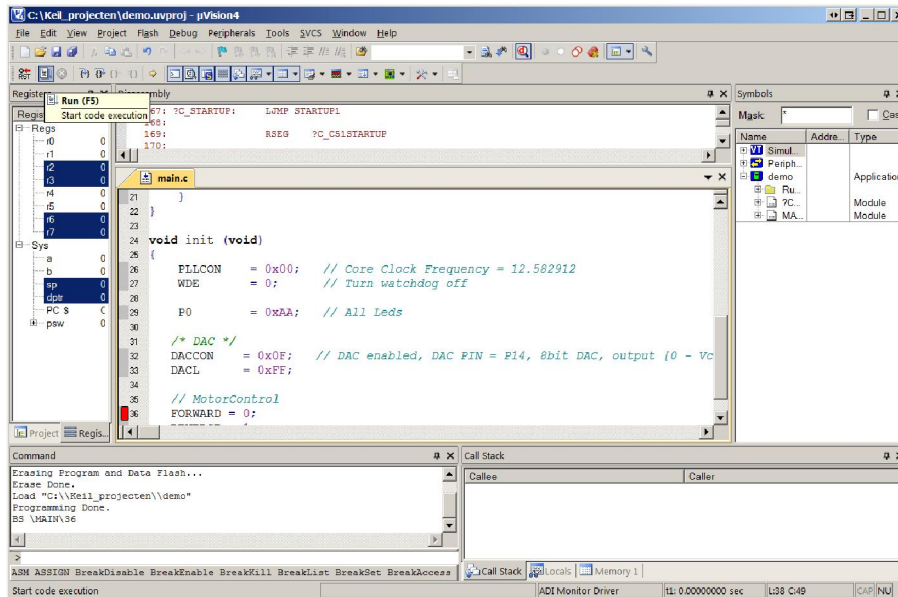 C:\Keil_projecten\demo.uvproj - µVision4
File Edit View Project Flash Debug Peripherals Tools SVCS Window Help
Run (F5)
Start code execution
Symbols
167: ?C_STARTUP: LJMP STARTUP1
168:
169: RSEG ?C_C51STARTUP
170:
Mask: *
Name Addre... Type
Simul...
Periph...
demo Application
Ru...
?C... Module
MA... Module
Regs
r0 0
r1 0
r2 0
r3 0
r4 0
r5 0
r6 0
r7 0
Sys
a 0
b 0
sp 0
dptr 0
PC $
psw 0
Project Regis...
main.c
21 }
22 }
23
24 void init (void)
25 {
26 PLLCON = 0x00; // Core Clock Frequency = 12.582912
27 WDE = 0; // Turn watchdog off
28
29 P0 = 0xAA; // All Leds
30
31 /* DAC */
32 DACCON = 0x0F; // DAC enabled, DAC PIN = P14, 8bit DAC, output {0 - Vc
33 DACL = 0xFF;
34
35 // MotorControl
36 FORWARD = 0;
Command
Erasing Program and Data Flash...
Erase Done.
Load "C:\\Keil_projecten\\demo"
Programming Done.
BS \MAIN\36
>
ASM ASSIGN BreakDisable BreakEnable BreakKill BreakList BreakSet BreakAccess
Call Stack
Callee Caller
Call Stack Locals Memory 1
Start code execution ADI Monitor Driver t1: 0.00000000 sec L:38 C:49 CAP NU